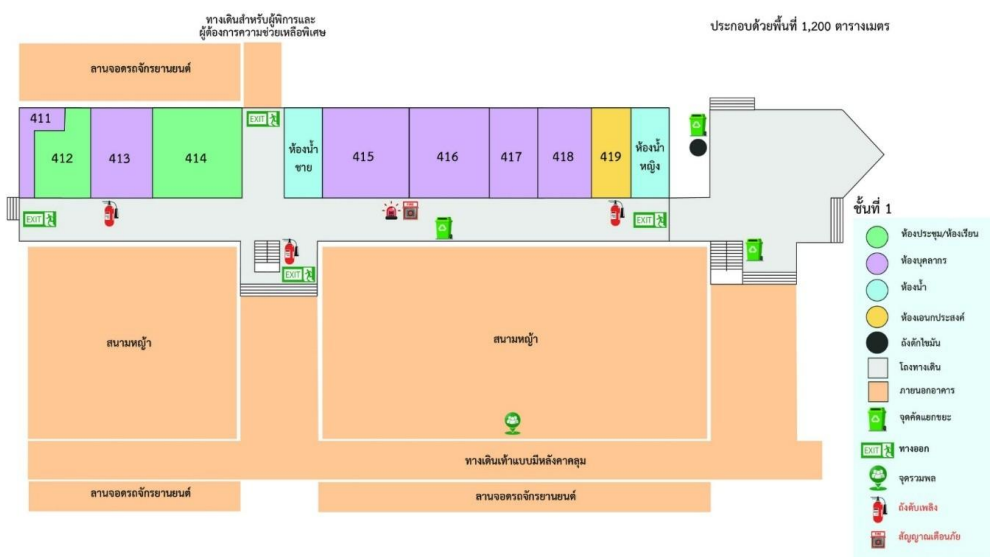 ทางเดินสำหรับผู้พิการและ
ผู้ต้องการความช่วยเหลือพิเศษ
ประกอบด้วยพื้นที่ 1,200 ตารางเมตร
ลานจอดรถจักรยานยนต์
411
412
413
414
EXIT
ห้องน้ำ
ชาย
415
416
417
418
419
ห้องน้ำ
หญิง
EXIT
EXIT
EXIT
สนามหญ้า
สนามหญ้า
ทางเดินเท้าแบบมีหลังคาคลุม
ลานจอดรถจักรยานยนต์
ลานจอดรถจักรยานยนต์
ชั้นที่ 1
ห้องประชุม/ห้องเรียน
ห้องบุคลากร
ห้องน้ำ
ห้องเอนกประสงค์
ถังดักไขมัน
โถงทางเดิน
ภายนอกอาคาร
จุดคัดแยกขยะ
EXIT ทางออก
จุดรวมพล
ถังดับเพลิง
สัญญาณเตือนภัย